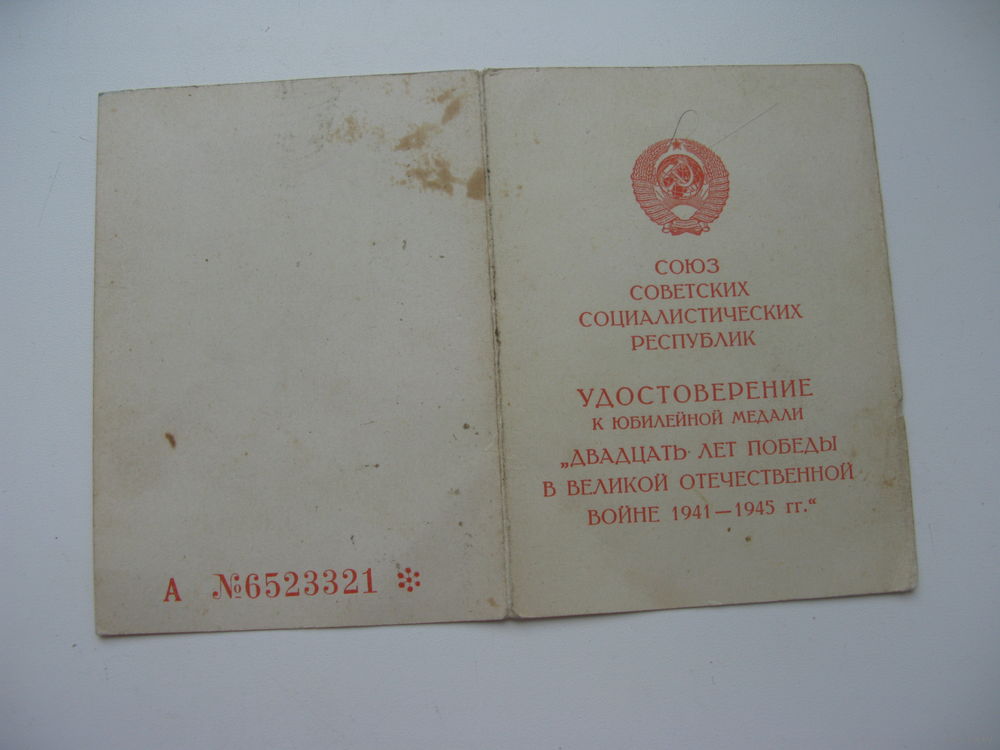 А №6523321
СОЮЗ
СОВЕТСКИХ
СОЦИАЛИСТИЧЕСКИХ
РЕСПУБЛИК
УДОСТОВЕРЕНИЕ
К ЮБИЛЕЙНОЙ МЕДАЛИ
„ДВАДЦАТЬ ЛЕТ ПОБЕДЫ
В ВЕЛИКОЙ ОТЕЧЕСТВЕННОЙ
ВОЙНЕ 1941—1945 гг.“